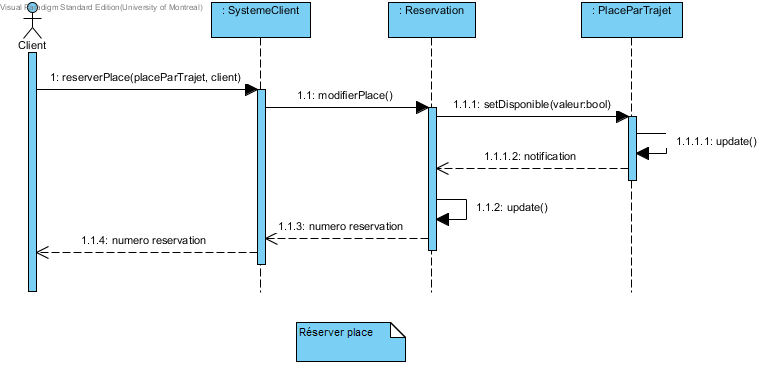 Visual Paradigm Standard Edition(University of Montreal)
: SystemeClient
: Reservation
: PlaceParTrajet
Client
1: reserverPlace(placeParTrajet, client)
1.1: modifierPlace()
1.1.1: setDisponible(valeur:bool)
1.1.1.1: update()
1.1.1.2: notification
1.1.2: update()
1.1.3: numero reservation
1.1.4: numero reservation
Réserver place